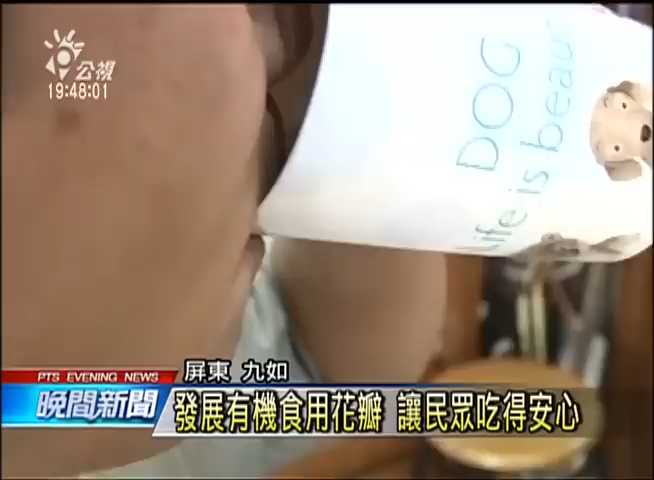 公視
19:48:01
DOG
life is beau
屏東 九如
PTS EVENING NEWS
晚間新聞
發展有機食用花瓣 讓民眾吃得安心